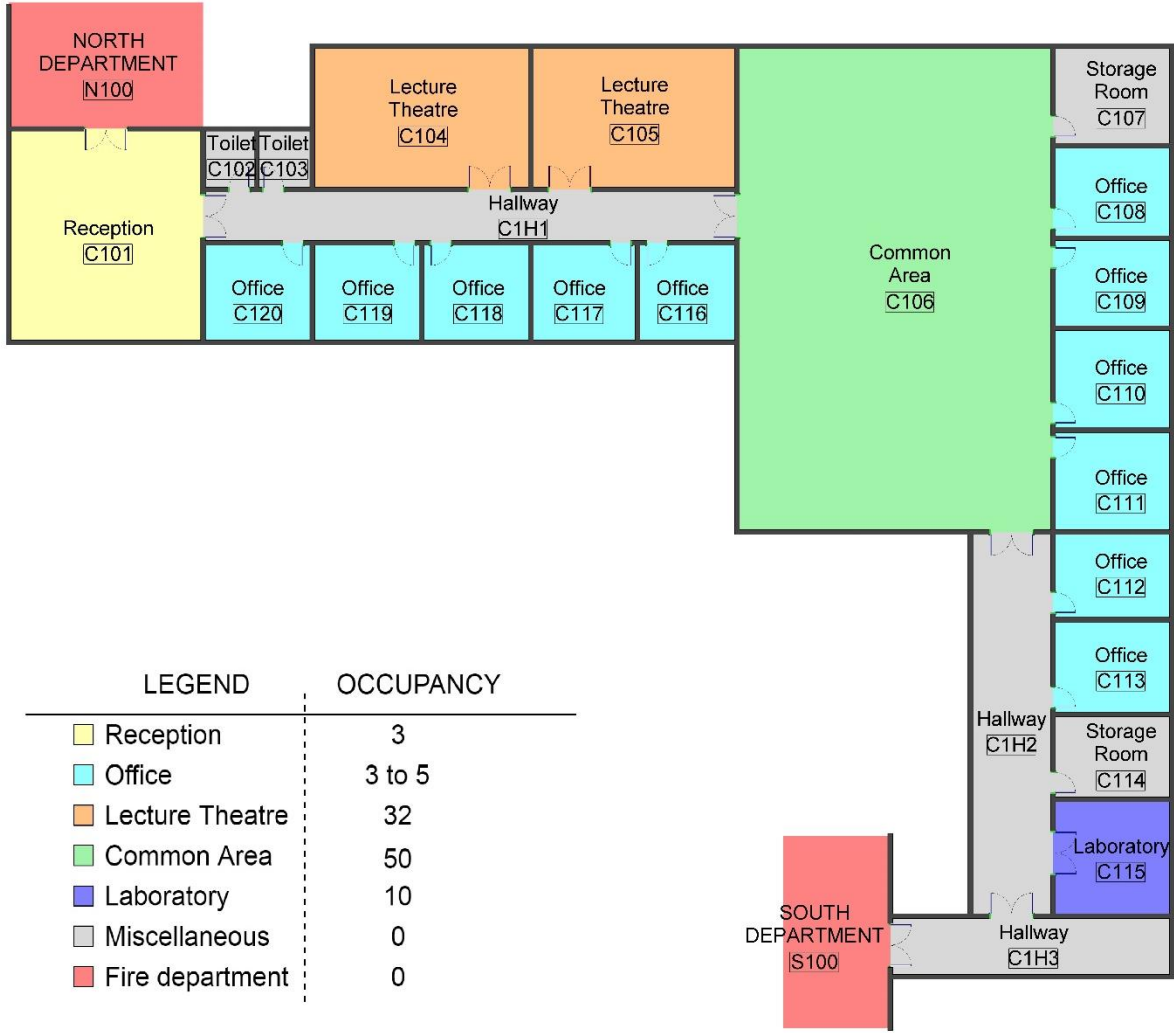 NORTH
DEPARTMENT
N100
Reception
C101
Toilet
C102
Toilet
C103
Lecture
Theatre
C104
Lecture
Theatre
C105
Hallway
C1H1
Office
C120
Office
C119
Office
C118
Office
C117
Office
C116
Common
Area
C106
Storage
Room
C107
Office
C108
Office
C109
Office
C110
Office
C111
Office
C112
Office
C113
Hallway
C1H2
Storage
Room
C114
Laboratory
C115
SOUTH
DEPARTMENT
S100
Hallway
C1H3
LEGEND OCCUPANCY
Reception 3
Office 3 to 5
Lecture Theatre 32
Common Area 50
Laboratory 10
Miscellaneous 0
Fire department 0